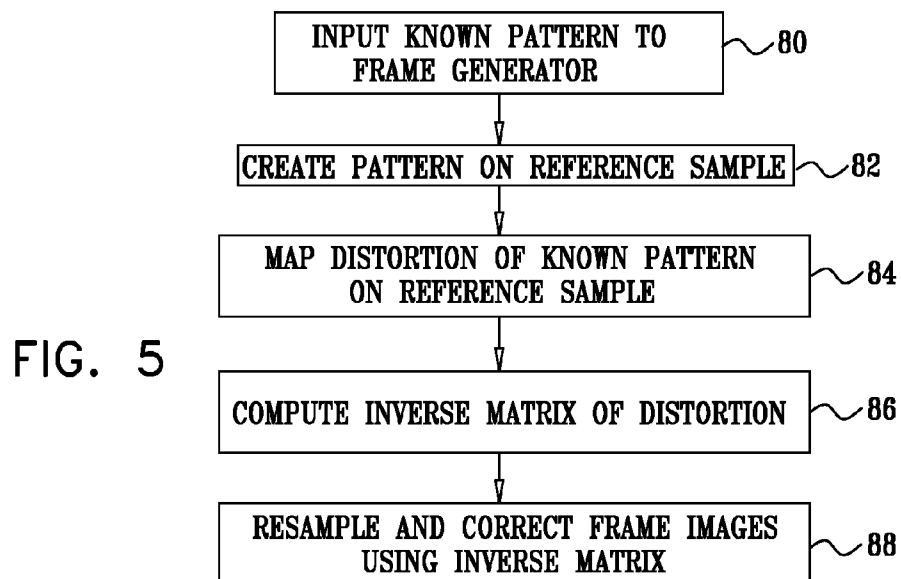 INPUT KNOWN PATTERN TO
FRAME GENERATOR
80
CREATE PATTERN ON REFERENCE SAMPLE
82
MAP DISTORTION OF KNOWN PATTERN
ON REFERENCE SAMPLE
84
FIG. 5
COMPUTE INVERSE MATRIX OF DISTORTION
86
RESAMPLE AND CORRECT FRAME IMAGES
USING INVERSE MATRIX
88